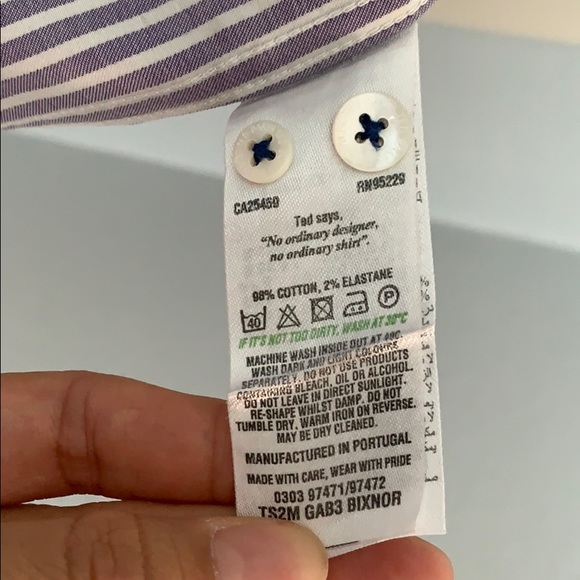 CA25469
RN95229
Ted says,
"No ordinary designer,
no ordinary shirt".
98% COTTON, 2% ELASTANE
40 P
IF IT'S NOT TOO DIRTY, WASH AT 30°C
MACHINE WASH INSIDE OUT AT 40C.
WASH DARK AND LIGHT COLOURS
SEPARATELY. DO NOT USE PRODUCTS
CONTAINING BLEACH, OIL OR ALCOHOL.
DO NOT LEAVE IN DIRECT SUNLIGHT.
RE-SHAPE WHILST DAMP. DO NOT
TUMBLE DRY. WARM IRON ON REVERSE.
MAY BE DRY CLEANED.
MANUFACTURED IN PORTUGAL
MADE WITH CARE, WEAR WITH PRIDE
0303 97471/97472
TS2M GAB3 BIXNOR